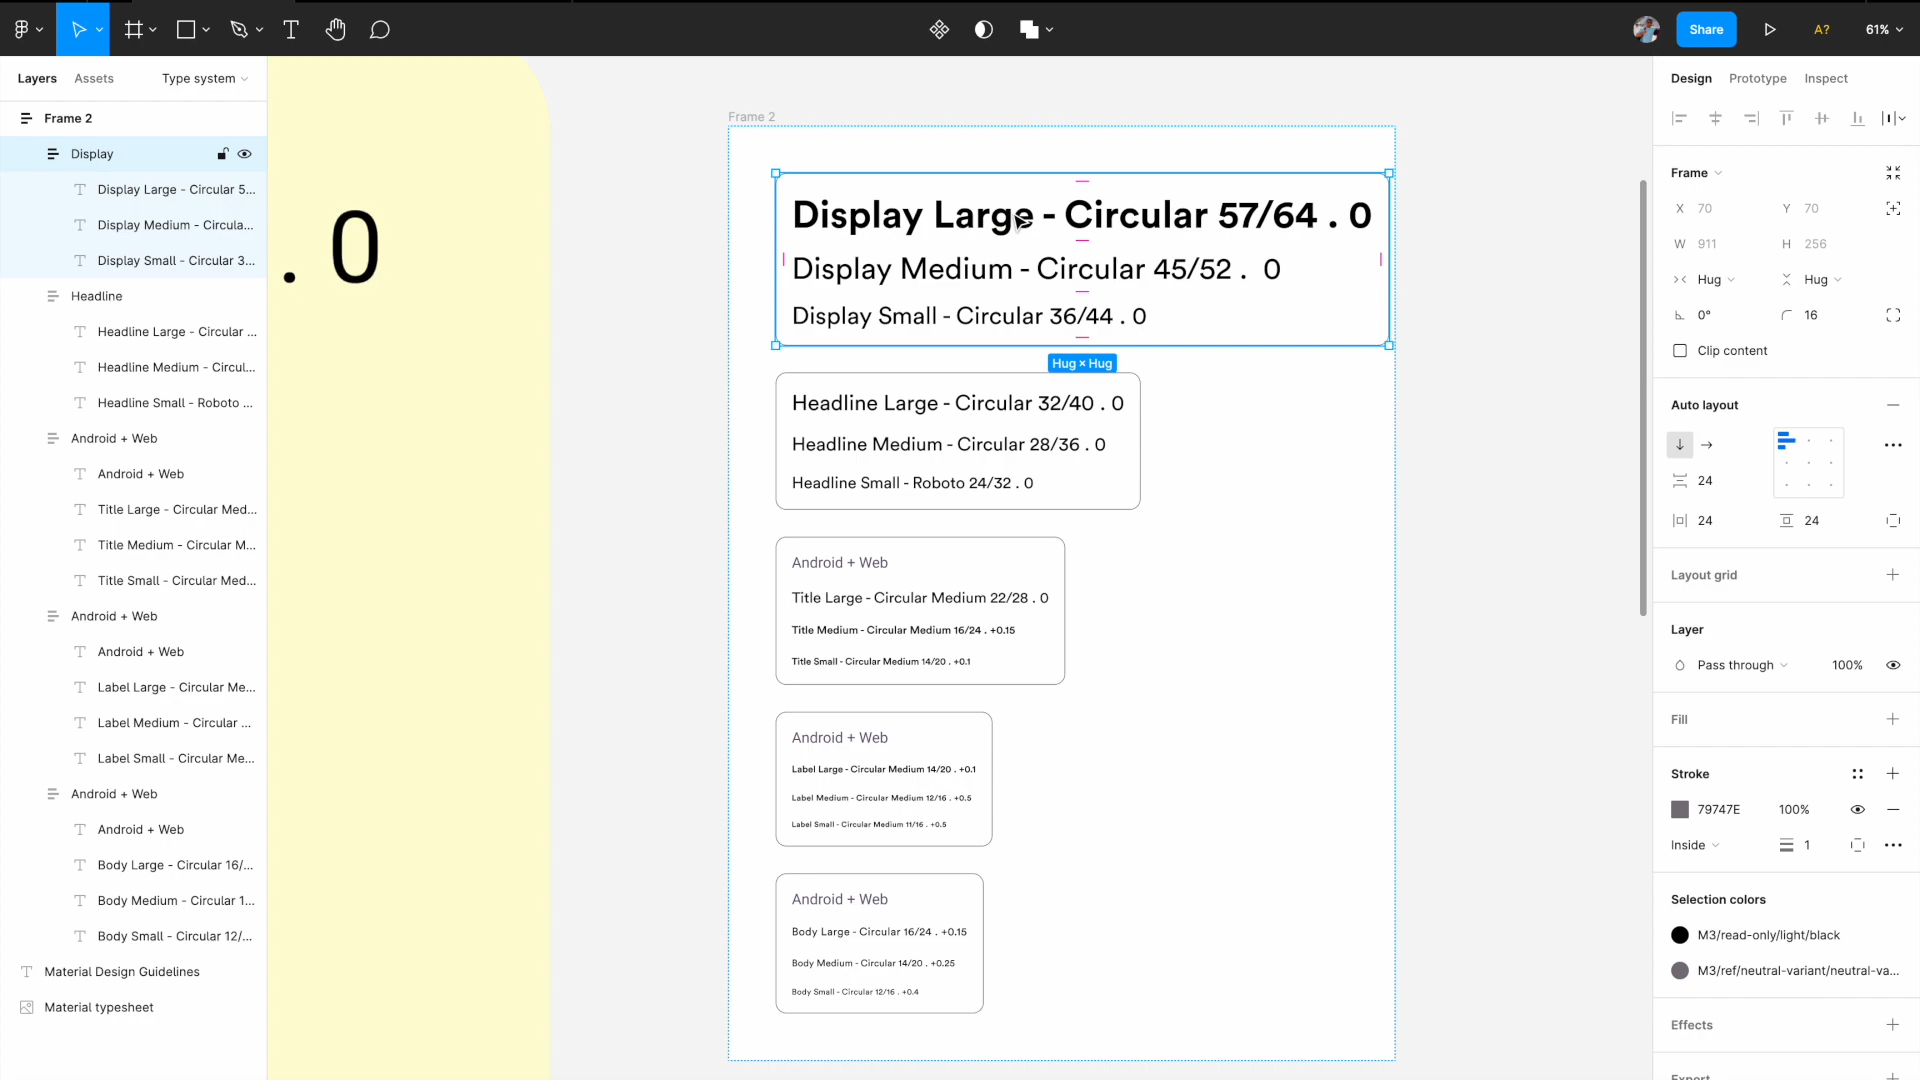 Share
A?
61%
Layers
Assets
Type system
Frame 2
Display
Display Large - Circular 5...
Display Medium - Circula...
Display Small - Circular 3...
Headline
Headline Large - Circular ...
Headline Medium - Circul...
Headline Small - Roboto ...
Android + Web
Android + Web
Title Large - Circular Med...
Title Medium - Circular M...
Title Small - Circular Med...
Android + Web
Android + Web
Label Large - Circular Me...
Label Medium - Circular ...
Label Small - Circular Me...
Android + Web
Android + Web
Body Large - Circular 16/...
Body Medium - Circular 1...
Body Small - Circular 12/...
Material Design Guidelines
Material typesheet
. 0
Frame 2
Display Large - Circular 57/64 . 0
Display Medium - Circular 45/52 . 0
Display Small - Circular 36/44 . 0
Hug × Hug
Headline Large - Circular 32/40 . 0
Headline Medium - Circular 28/36 . 0
Headline Small - Roboto 24/32 . 0
Android + Web
Title Large - Circular Medium 22/28 . 0
Title Medium - Circular Medium 16/24 . +0.15
Title Small - Circular Medium 14/20 . +0.1
Android + Web
Label Large - Circular Medium 14/20 . +0.1
Label Medium - Circular Medium 12/16 . +0.5
Label Small - Circular Medium 11/16 . +0.5
Android + Web
Body Large - Circular 16/24 . +0.15
Body Medium - Circular 14/20 . +0.25
Body Small - Circular 12/16 . +0.4
Design
Prototype
Inspect
Frame
X 70
Y 70
W 911
H 256
Hug
Hug
0°
16
Clip content
Auto layout
24
24
24
Layout grid
Layer
Pass through
100%
Fill
Stroke
79747E
100%
Inside
1
Selection colors
M3/read-only/light/black
M3/ref/neutral-variant/neutral-va...
Effects
Export